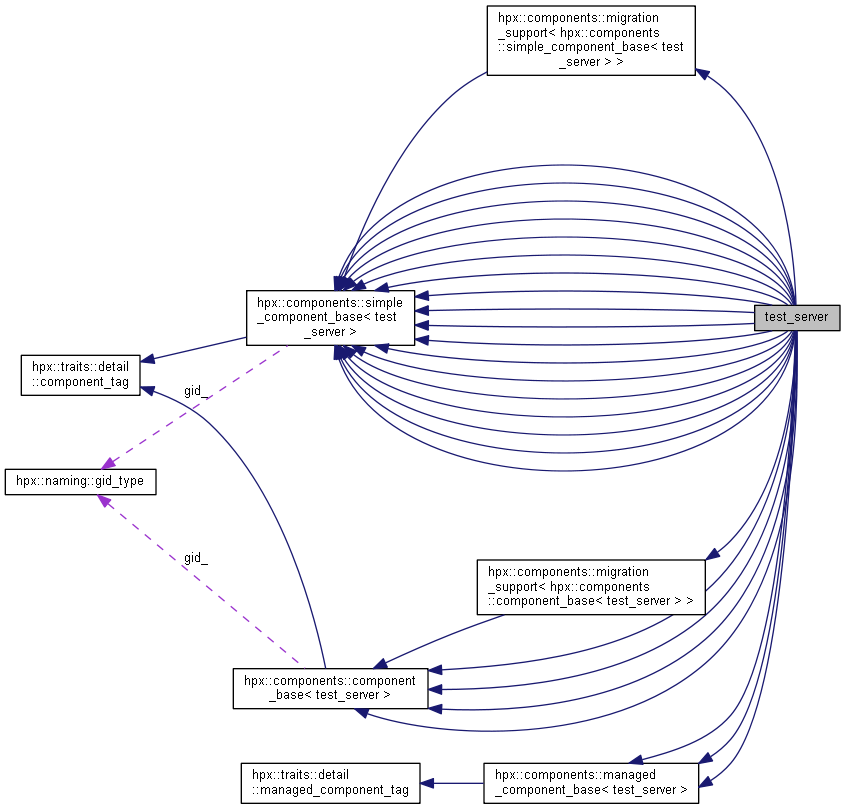 hpx::components::migration
_support< hpx::components
::simple_component_base< test
_server > >
hpx::components::simple
_component_base< test
_server >
test_server
hpx::traits::detail
::component_tag
gid_
hpx::naming::gid_type
gid_
hpx::components::migration
_support< hpx::components
::component_base< test_server > >
hpx::components::component
_base< test_server >
hpx::traits::detail
::managed_component_tag
hpx::components::managed
_component_base< test_server >